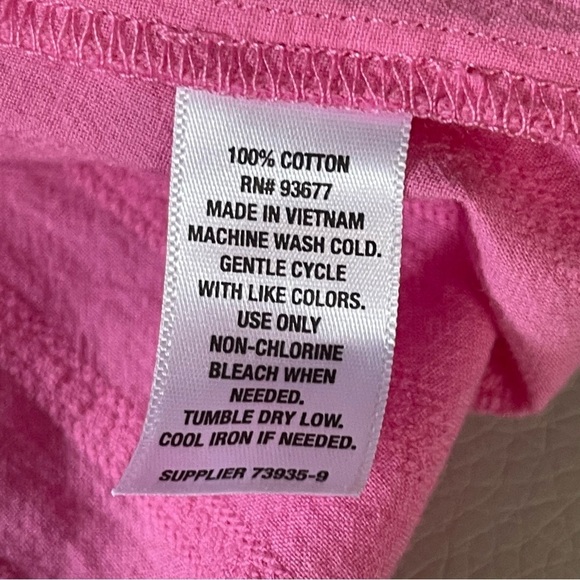 100% COTTON
RN# 93677
MADE IN VIETNAM
MACHINE WASH COLD.
GENTLE CYCLE
WITH LIKE COLORS.
USE ONLY
NON-CHLORINE
BLEACH WHEN
NEEDED.
TUMBLE DRY LOW.
COOL IRON IF NEEDED.
SUPPLIER 73935-9